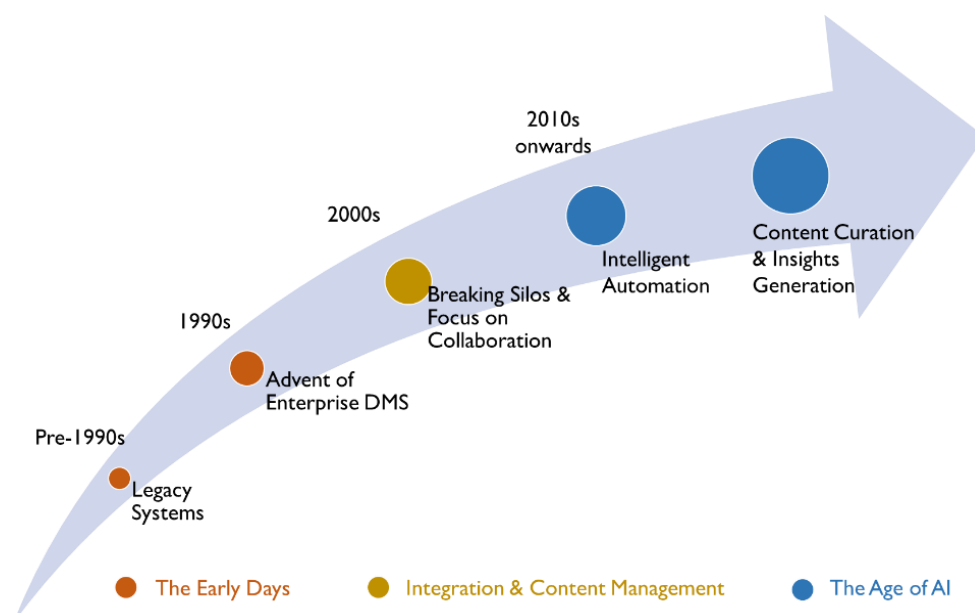 2010s
onwards
2000s
Content Curation
& Insights
Generation
Intelligent
Automation
Breaking Silos &
Focus on
Collaboration
1990s
Advent of
Enterprise DMS
Pre-1990s
Legacy
Systems
The Early Days
Integration & Content Management
The Age of AI